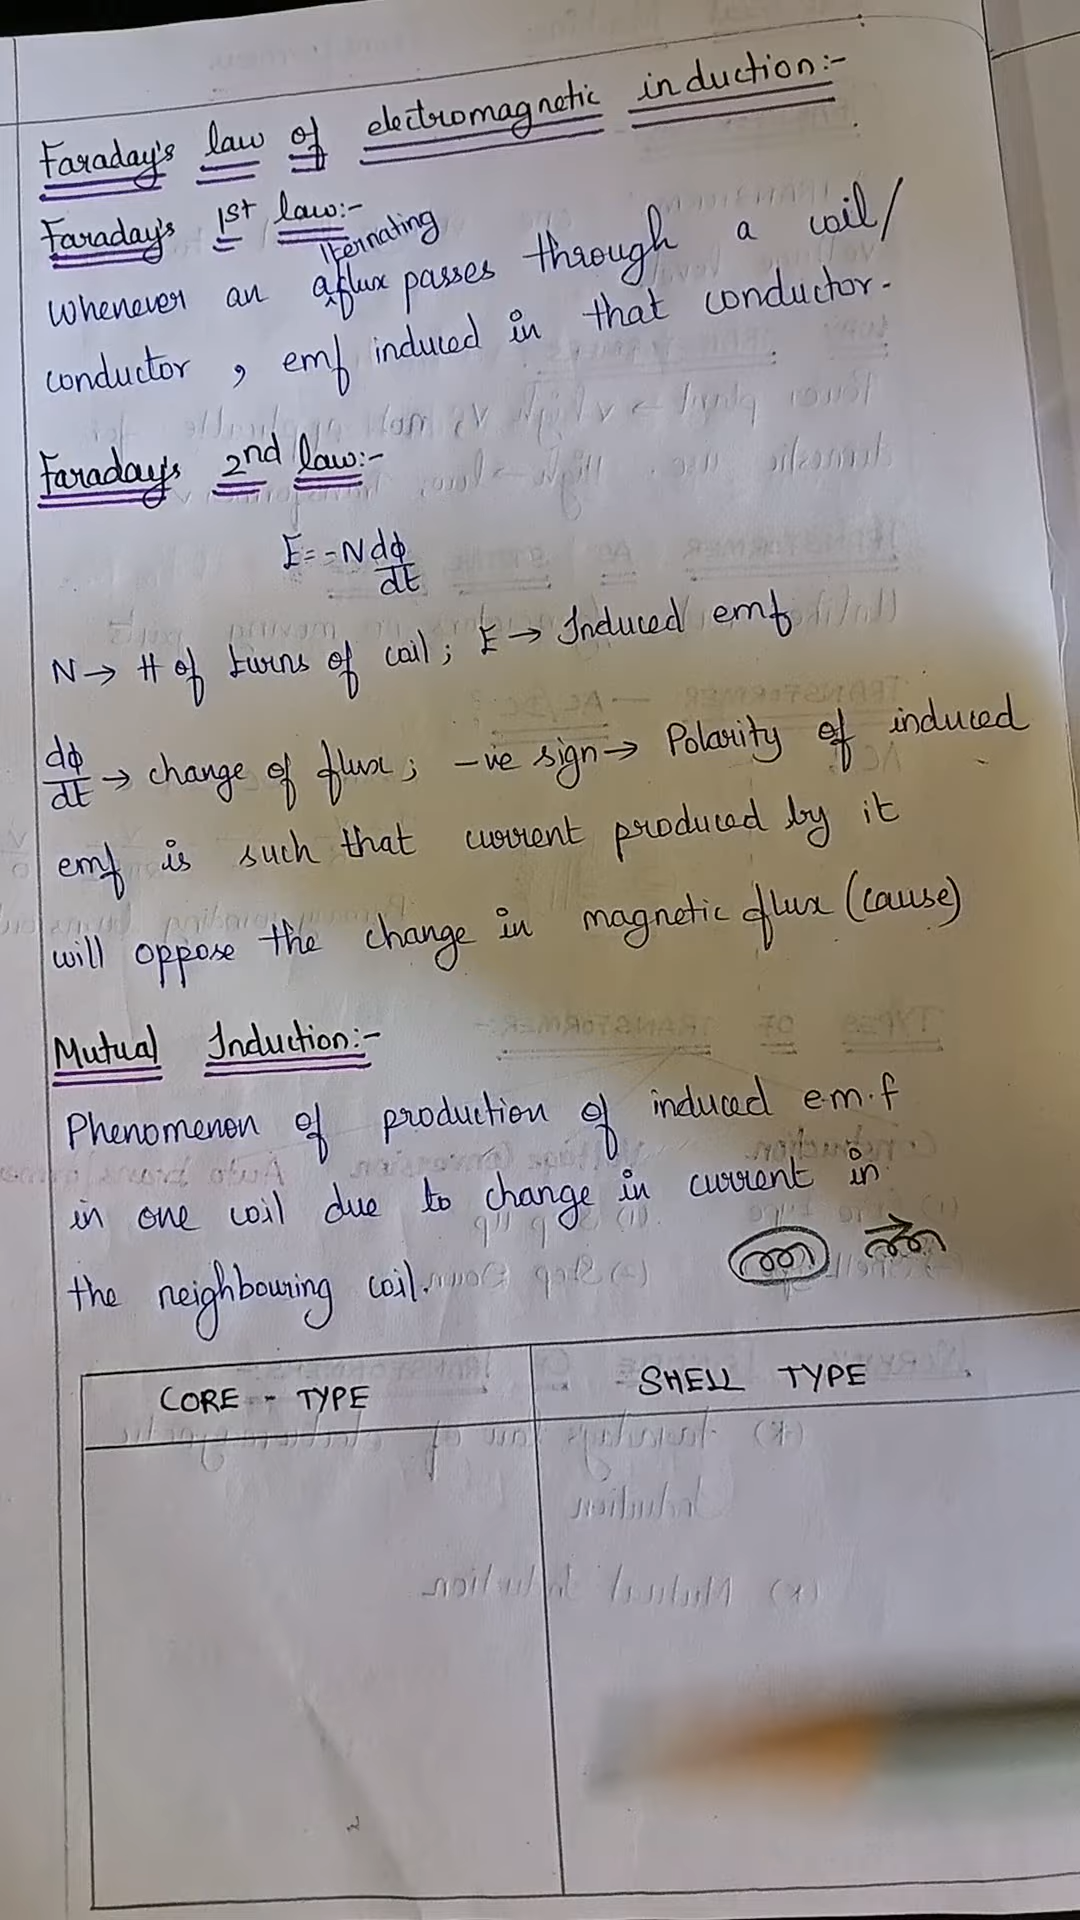 Faraday's law of electromagnetic induction:-
Faraday's 1st law:-
Whenever an alternating flux passes through a coil/
conductor, emf induced in that conductor.
Faraday's 2nd law:-
E = -N dφ/dt
N → # of turns of coil; E → Induced emf
dφ/dt → change of flux; -ve sign → Polarity of induced
emf is such that current produced by it
will oppose the change in magnetic flux (cause)
Mutual Induction:-
Phenomenon of production of induced e.m.f
in one coil due to change in current in
the neighbouring coil.
CORE - TYPE
SHELL TYPE